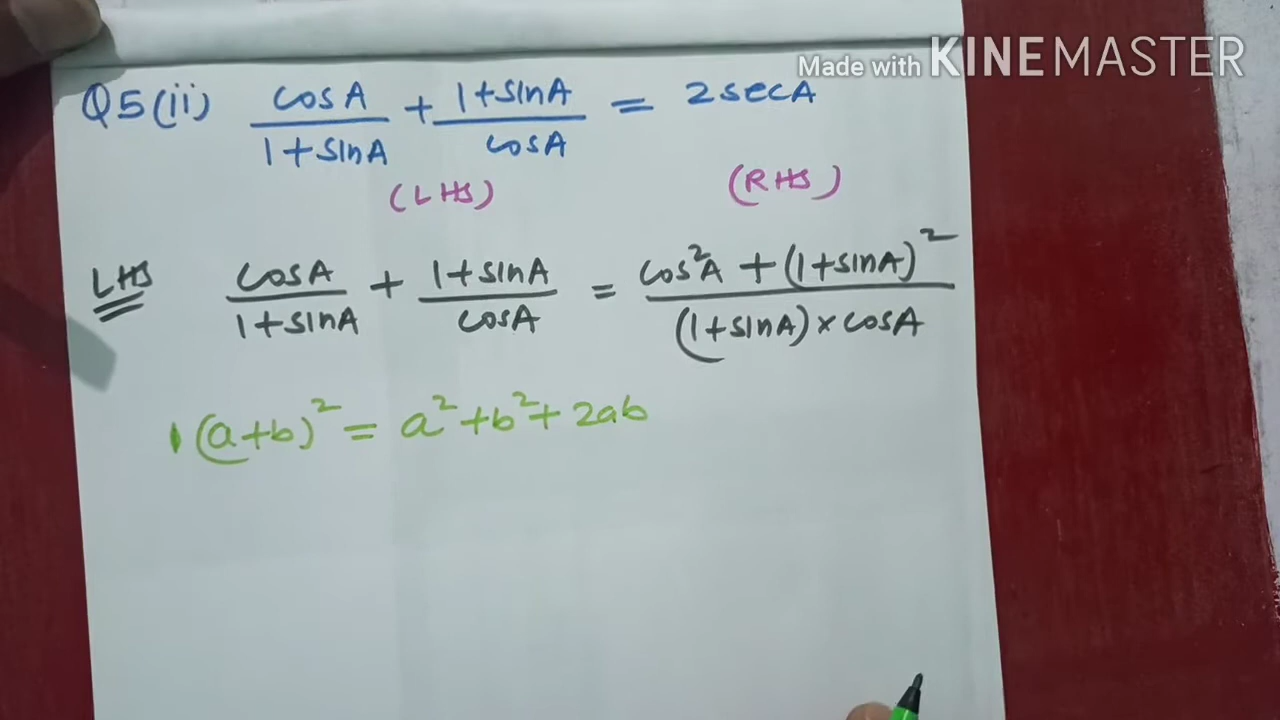 Made with KINEMASTER
Q5(ii) cosA/(1+sinA) + (1+sinA)/cosA = 2secA
(LHS) (RHS)
LHS cosA/(1+sinA) + (1+sinA)/cosA = (cos²A + (1+sinA)²)/((1+sinA)×cosA)
(a+b)² = a²+b²+2ab